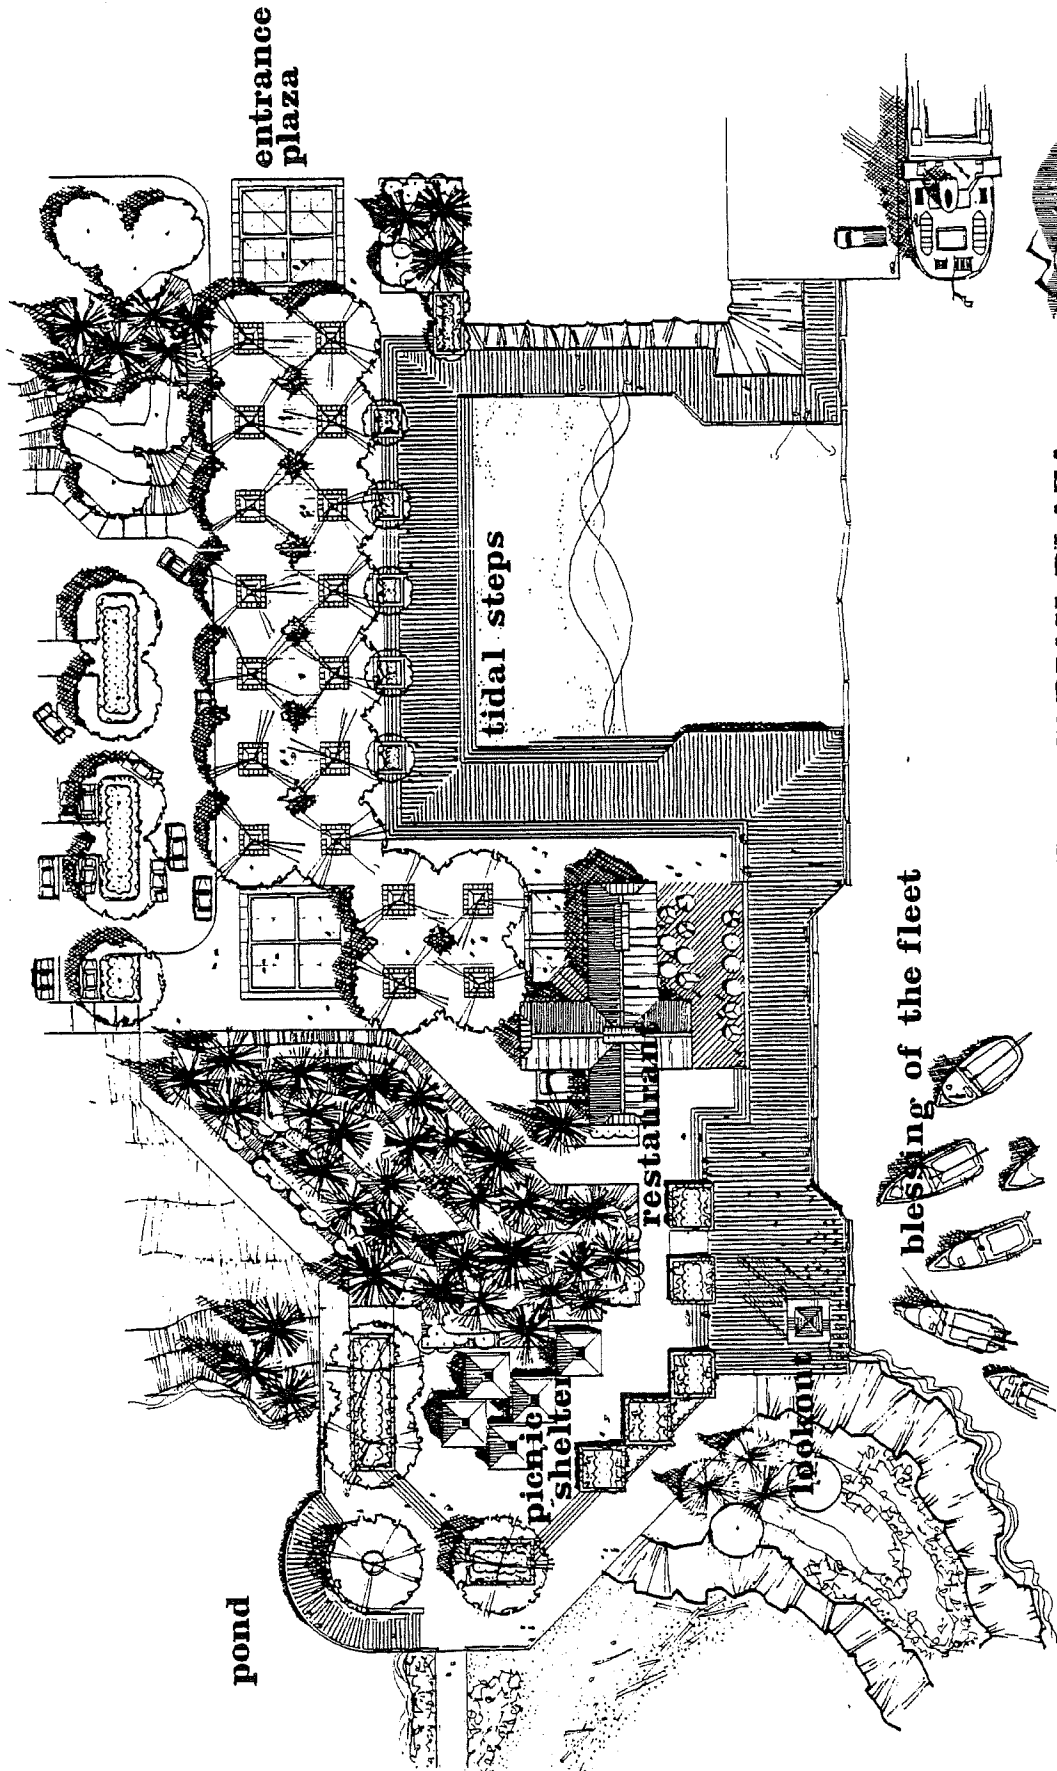 entrance
plaza
tidal steps
blessing of the fleet
restaurant
picnic
shelter
lookout
pond